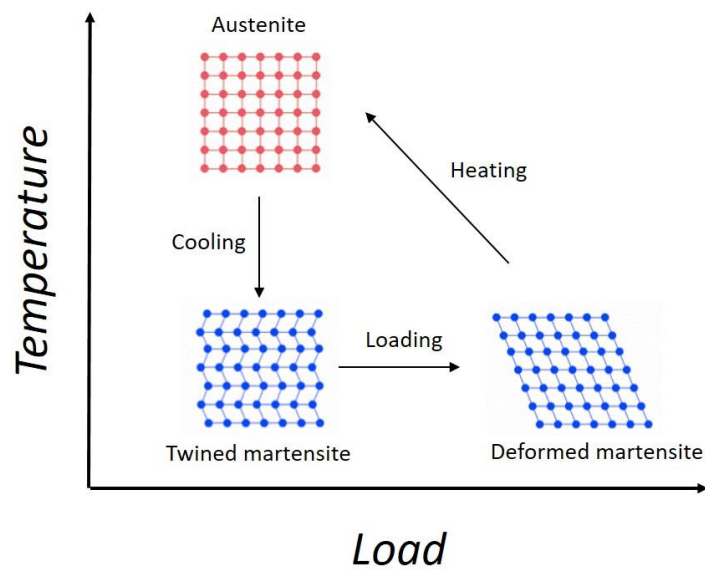 Austenite
Temperature
Heating
Cooling
Loading
Twined martensite
Deformed martensite
Load